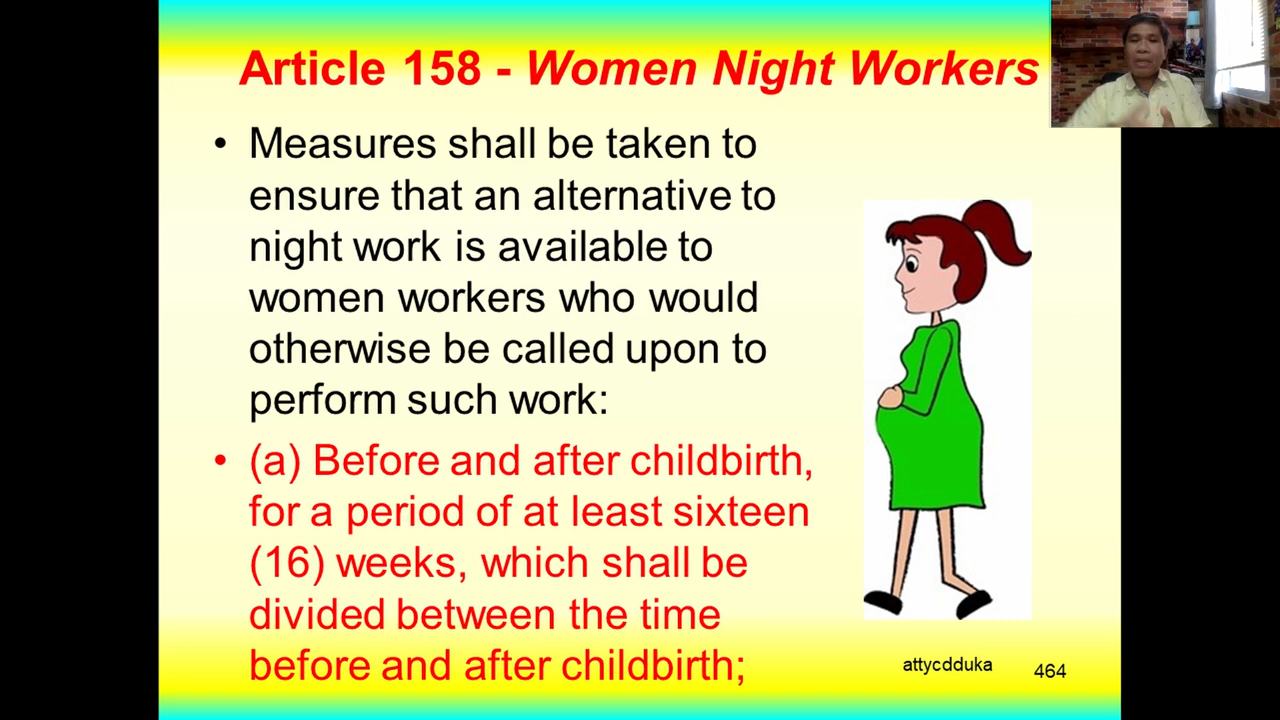 Article 158 - Women Night Workers
• Measures shall be taken to
ensure that an alternative to
night work is available to
women workers who would
otherwise be called upon to
perform such work:
• (a) Before and after childbirth,
for a period of at least sixteen
(16) weeks, which shall be
divided between the time
before and after childbirth;
attycdduka
464